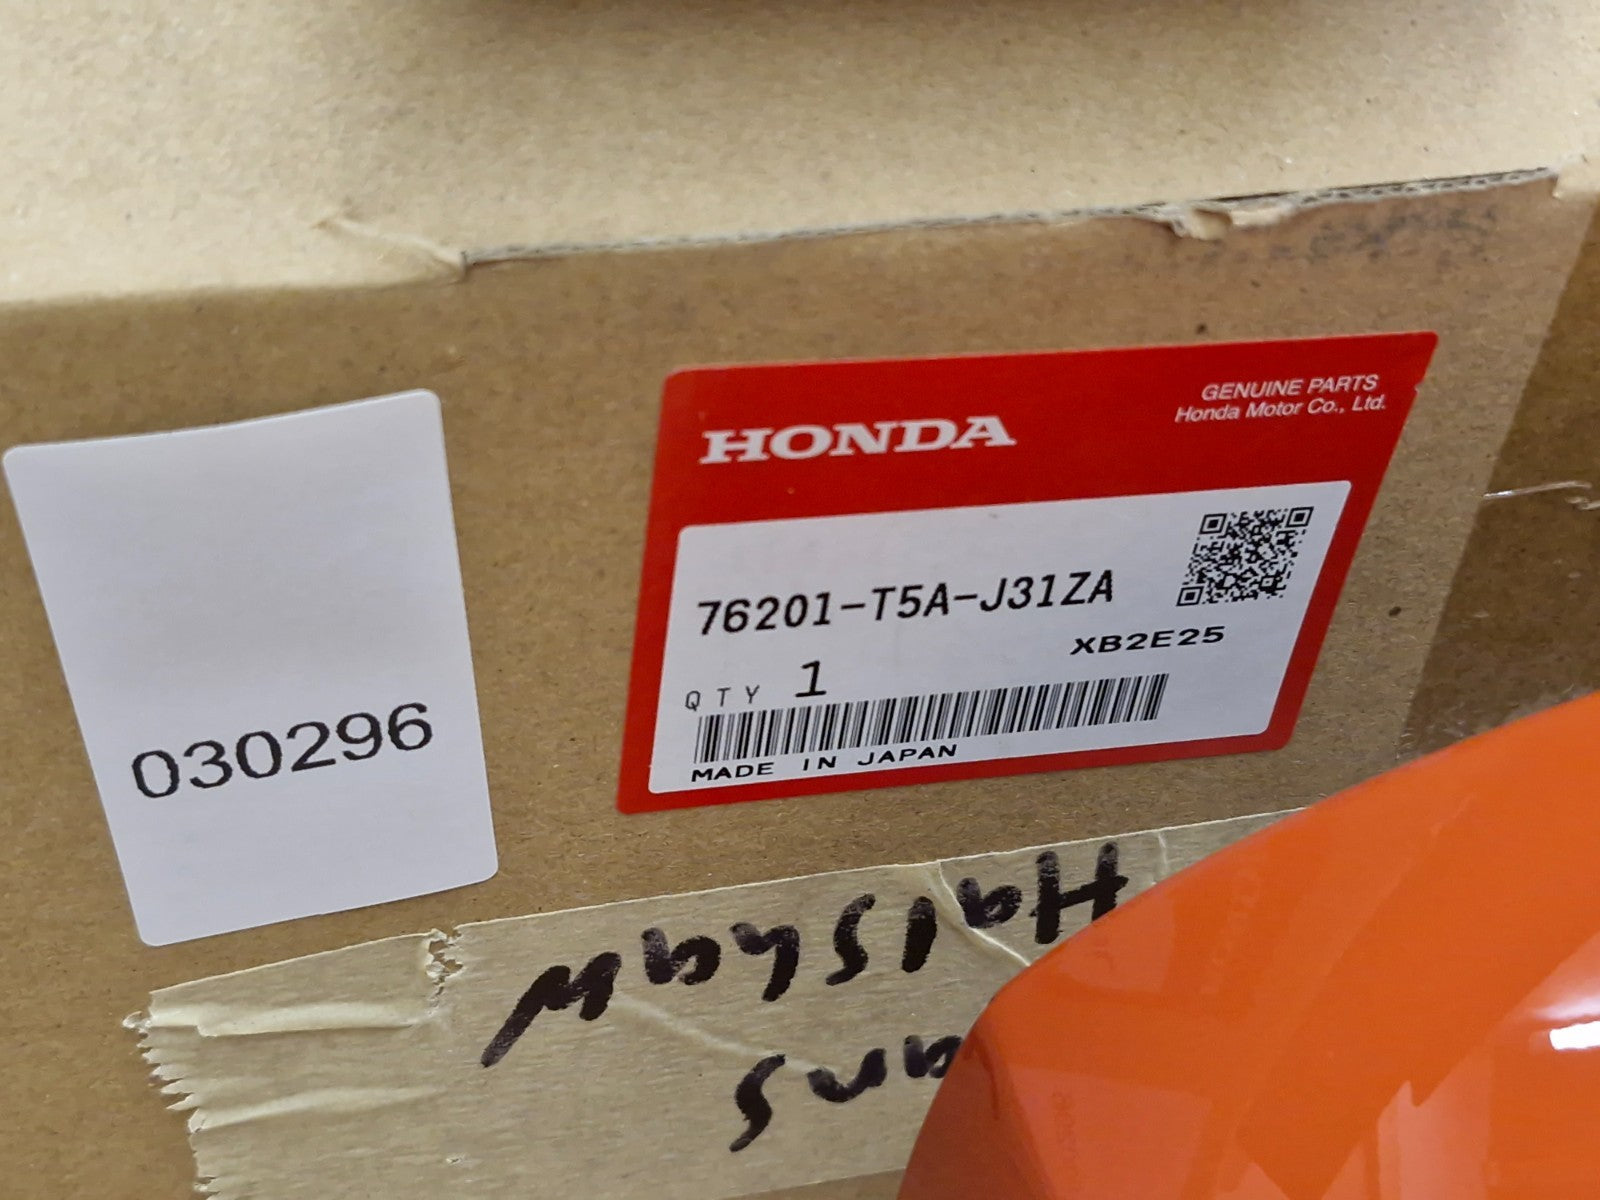 HONDA
GENUINE PARTS
Honda Motor Co., Ltd.
76201-T5A-J31ZA
XB2E25
QTY 1
MADE IN JAPAN
030296